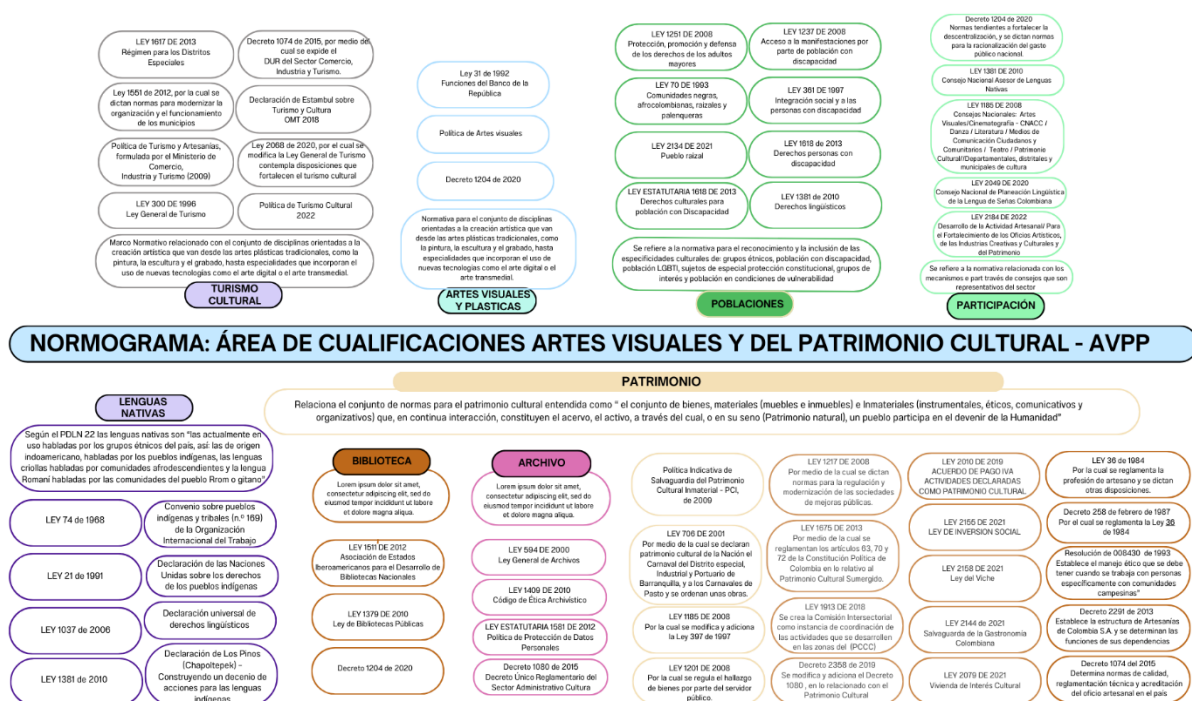 LEY 1617 DE 2013
Régimen para los Distritos
Especiales
Decreto 1074 de 2015, por medio del
cual se expide el
DUR del Sector Comercio,
Industria y Turismo.
Ley 1551 de 2012, por la cual se
dictan normas para modernizar la
organización y el funcionamiento
de los municipios
Declaración de Estambul sobre
Turismo y Cultura
OMT 2018
Política de Turismo y Artesanías,
formulada por el Ministerio de
Comercio,
Industria y Turismo (2009)
Ley 2068 de 2020, por el cual se
modifica la Ley General de Turismo
contempla disposiciones que
fortalecen el turismo cultural
LEY 300 DE 1996
Ley General de Turismo
Política de Turismo Cultural
2022
Marco Normativo relacionado con el conjunto de disciplinas orientadas a la
creación artística que van desde las artes plásticas tradicionales, como la
pintura, la escultura y el grabado, hasta especialidades que incorporan el
uso de nuevas tecnologías como el arte digital o el arte transmedial.
TURISMO
CULTURAL
Ley 31 de 1992
Funciones del Banco de la
República
Política de Artes visuales
Decreto 1204 de 2020
Normativa para el conjunto de disciplinas
orientadas a la creación artística que van
desde las artes plásticas tradicionales, como
la pintura, la escultura y el grabado, hasta
especialidades que incorporan el uso de
nuevas tecnologías como el arte digital o el
arte transmedial.
ARTES VISUALES
Y PLASTICAS
LEY 1251 DE 2008
Protección, promoción y defensa
de los derechos de los adultos
mayores
LEY 1237 DE 2008
Acceso a la manifestaciones por
parte de población con
discapacidad
LEY 70 DE 1993
Comunidades negras,
afrocolombianas, raizales y
palenqueras
LEY 361 DE 1997
Integración social y a las
personas con discapacidad
LEY 2134 DE 2021
Pueblo raizal
LEY 1618 de 2013
Derechos personas con
discapacidad
LEY ESTATUTARIA 1618 DE 2013
Derechos culturales para
población con Discapacidad
LEY 1381 de 2010
Derechos lingüísticos
Se refiere a la normativa para el reconocimiento y la inclusión de las
especificidades culturales de: grupos étnicos, población con discapacidad,
población LGBTI, sujetos de especial protección constitucional, grupos de
interés y población en condiciones de vulnerabilidad
POBLACIONES
Decreto 1204 de 2020
Normas tendientes a fortalecer la
descentralización, y se dictan normas
para la racionalización del gasto
público nacional.
LEY 1381 DE 2010
Consejo Nacional Asesor de Lenguas
Nativas
LEY 1185 DE 2008
Consejos Nacionales: Artes
Visuales/Cinematografía - CNACC /
Danza / Literatura / Medios de
Comunicación Ciudadanos y
Comunitarios / Teatro / Patrimonio
Cultural//Departamentales, distritales y
municipales de cultura
LEY 2049 DE 2020
Consejo Nacional de Planeación Lingüística
de la Lengua de Señas Colombiana
LEY 2184 DE 2022
Desarrollo de la Actividad Artesanal/ Para
el Fortalecimiento de los Oficios Artísticos,
de las Industrias Creativas y Culturales y
del Patrimonio
Se refiere a la normativa relacionada con los
mecanismos e part través de consejos que son
representativos del sector
PARTICIPACIÓN
NORMOGRAMA: ÁREA DE CUALIFICACIONES ARTES VISUALES Y DEL PATRIMONIO CULTURAL - AVPP
LENGUAS
NATIVAS
Según el PDLN 22 las lenguas nativas son "las actualmente en
uso habladas por los grupos étnicos del país, así: las de origen
indoamericano, habladas por los pueblos indígenas, las lenguas
criollas habladas por comunidades afrodescendientes y la lengua
Romaní habladas por las comunidades del pueblo Rrom o gitano"
LEY 74 de 1968
Convenio sobre pueblos
indígenas y tribales (n.º 169)
de la Organización
Internacional del Trabajo
LEY 21 de 1991
Declaración de las Naciones
Unidas sobre los derechos
de los pueblos indígenas
LEY 1037 de 2006
Declaración universal de
derechos lingüísticos
LEY 1381 de 2010
Declaración de Los Pinos
(Chapoltepek) -
Construyendo un decenio de
acciones para las lenguas
indígenas
PATRIMONIO
Relaciona el conjunto de normas para el patrimonio cultural entendida como " el conjunto de bienes, materiales (muebles e inmuebles) e Inmateriales (instrumentales, éticos, comunicativos y
organizativos) que, en continua interacción, constituyen el acervo, el activo, a través del cual, o en su seno (Patrimonio natural), un pueblo participa en el devenir de la Humanidad"
BIBLIOTECA
Lorem ipsum dolor sit amet,
consectetur adipiscing elit, sed do
eiusmod tempor incididunt ut labore
et dolore magna aliqua.
LEY 1511 DE 2012
Asociación de Estados
Iberoamericanos para el Desarrollo de
Bibliotecas Nacionales
LEY 1379 DE 2010
Ley de Bibliotecas Públicas
Decreto 1204 de 2020
ARCHIVO
Lorem ipsum dolor sit amet,
consectetur adipiscing elit, sed do
eiusmod tempor incididunt ut labore
et dolore magna aliqua.
LEY 594 DE 2000
Ley General de Archivos
LEY 1409 DE 2010
Código de Ética Archivístico
LEY ESTATUTARIA 1581 DE 2012
Política de Protección de Datos
Personales
Decreto 1080 de 2015
Decreto Único Reglamentario del
Sector Administrativo Cultura
Política Indicativa de
Salvaguardia del Patrimonio
Cultural Inmaterial - PCI,
de 2009
LEY 706 DE 2001
Por medio de la cual se declaran
patrimonio cultural de la Nación el
Carnaval del Distrito especial,
Industrial y Portuario de
Barranquilla, y a los Carnavales de
Pasto y se ordenan unas obras.
LEY 1185 DE 2008
Por la cual se modifica y adiciona
la Ley 397 de 1997
LEY 1201 DE 2008
Por la cual se regula el hallazgo
de bienes por parte del servidor
público.
LEY 1217 DE 2008
Por medio de la cual se dictan
normas para la regulación y
modernización de las sociedades
de mejoras públicas.
LEY 1675 DE 2013
Por medio de la cual se
reglamentan los artículos 63, 70 y
72 de la Constitución Política de
Colombia en lo relativo al
Patrimonio Cultural Sumergido.
LEY 1913 DE 2018
Se crea la Comisión Intersectorial
como instancia de coordinación de
las actividades que se desarrollen
en las zonas del (PCCC)
Decreto 2358 de 2019
Se modifica y adiciona el Decreto
1080 , en lo relacionado con el
Patrimonio Cultural
LEY 2010 DE 2019
ACUERDO DE PAGO IVA
ACTIVIDADES DECLARADAS
COMO PATRIMONIO CULTURAL
LEY 2155 DE 2021
LEY DE INVERSION SOCIAL
LEY 2158 DE 2021
Ley del Viche
LEY 2144 de 2021
Salvaguarda de la Gastronomía
Colombiana
LEY 2079 DE 2021
Vivienda de Interés Cultural
LEY 36 de 1984
Por la cual se reglamenta la
profesión de artesano y se dictan
otras disposiciones.
Decreto 258 de febrero de 1987
Por el cual se reglamenta la Ley 36
de 1984
Resolución de 008430 de 1993
Establece el manejo ético que se debe
tener cuando se trabaja con personas
específicamente con comunidades
campesinas"
Decreto 2291 de 2013
Establece la estructura de Artesanías
de Colombia S.A. y se determinan las
funciones de sus dependencias
Decreto 1074 del 2015
Determina normas de calidad,
reglamentación técnica y acreditación
del oficio artesanal en el país